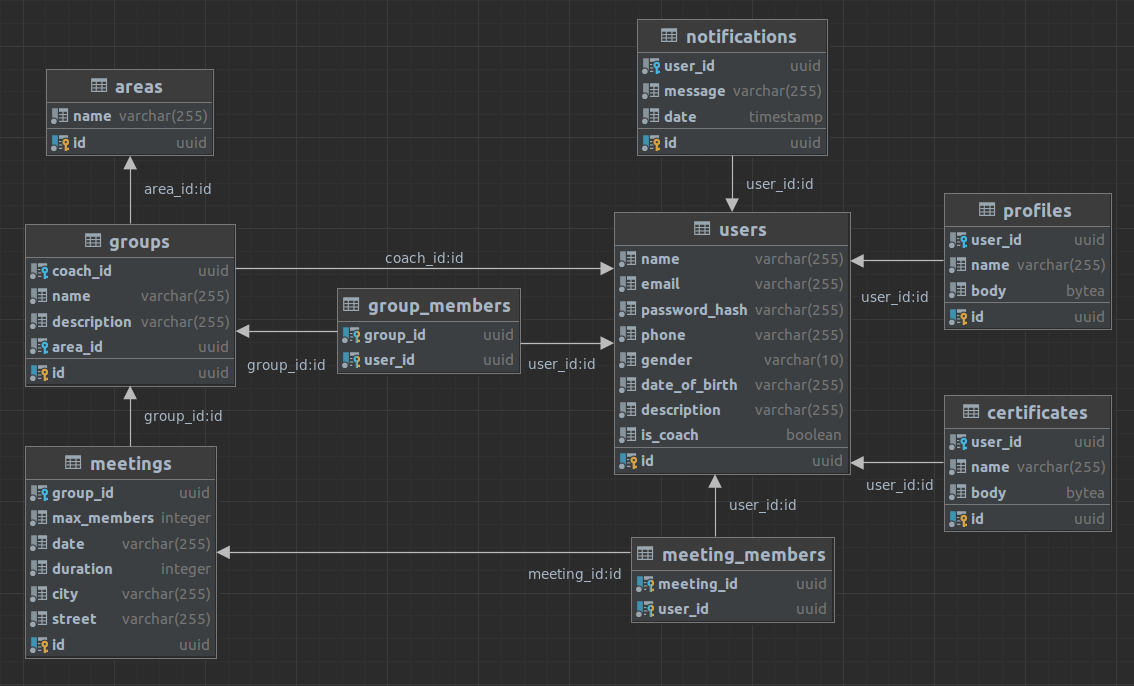 notifications
user_id uuid
message varchar(255)
date timestamp
id uuid
areas
name varchar(255)
id uuid
area_id:id
user_id:id
profiles
user_id uuid
name varchar(255)
body bytea
id uuid
user_id:id
groups
coach_id uuid
name varchar(255)
description varchar(255)
area_id uuid
id uuid
coach_id:id
users
name varchar(255)
email varchar(255)
password_hash varchar(255)
phone varchar(255)
gender varchar(10)
date_of_birth varchar(255)
description varchar(255)
is_coach boolean
id uuid
group_members
group_id uuid
user_id uuid
group_id:id
user_id:id
group_id:id
certificates
user_id uuid
name varchar(255)
body bytea
id uuid
user_id:id
meetings
group_id uuid
max_members integer
date varchar(255)
duration integer
city varchar(255)
street varchar(255)
id uuid
user_id:id
meeting_id:id
meeting_members
meeting_id uuid
user_id uuid